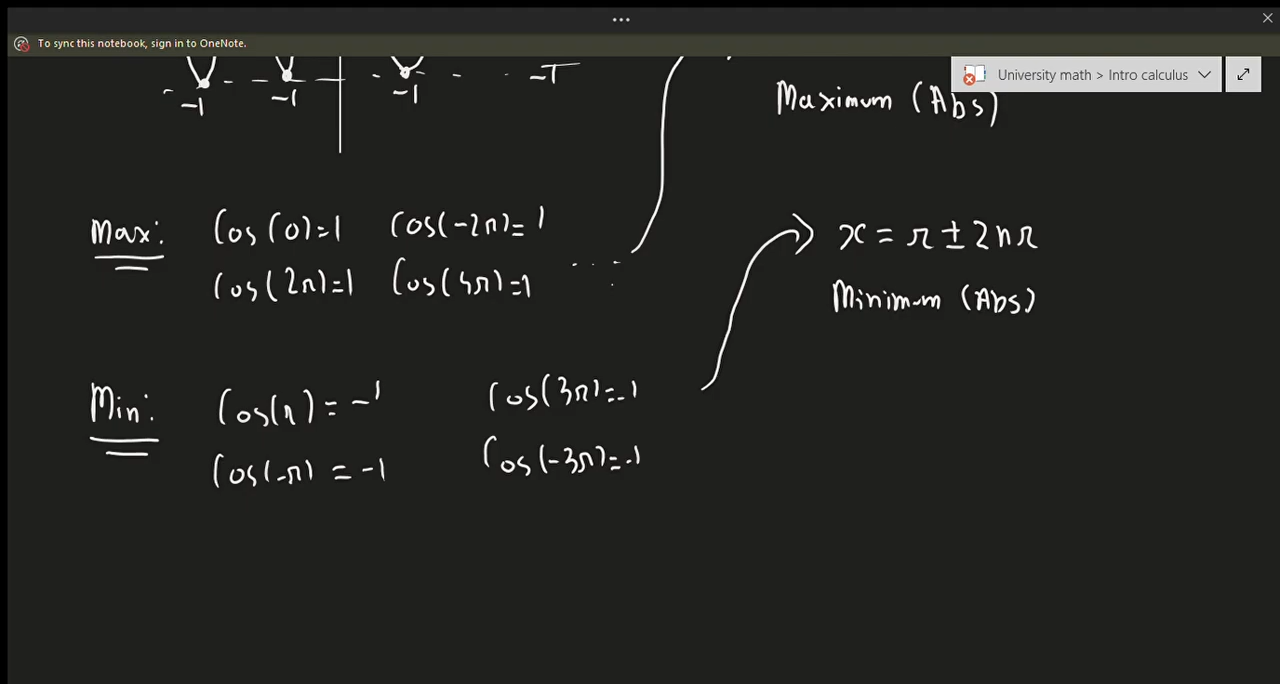 To sync this notebook, sign in to OneNote.
University math > Intro calculus
-1 -1 -1 -1
Maximum (Abs)
Max: Cos(0)=1 Cos(-2π)=1
Cos(2π)=1 Cos(4π)=1 ...
x = π ± 2nπ
Minimum (Abs)
Min: Cos(π) = -1 Cos(3π)=-1
Cos(-π) = -1 Cos(-3π)=-1